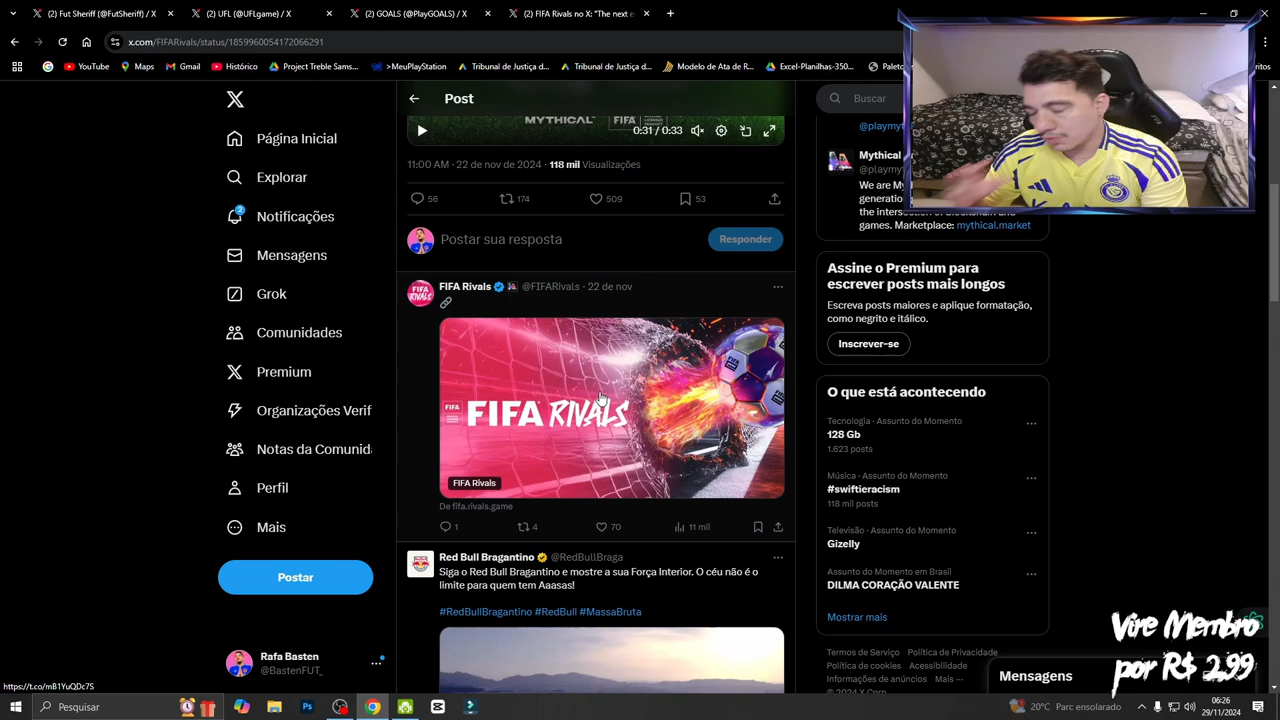 (2) Fut Sheriff (@FutSheriff) / X
(2) UFL (@UFLgame) / X
(2) GOALS (@PlayGOALS) / X
(2) FIFA Rivals no X: "The next e
x.com/FIFARivals/status/1859960054172066291
YouTube
Maps
Gmail
Histórico
Project Treble Sams...
>MeuPlayStation
Tribunal de Justiça d...
Tribunal de Justiça d...
Modelo de Ata de R...
Excel-Planilhas-350...
Post
Buscar
MYTHICAL
FIFA
0:31 / 0:33
11:00 AM · 22 de nov de 2024 · 118 mil Visualizações
56
174
509
53
Postar sua resposta
Responder
Página Inicial
Explorar
2
Notificações
Mensagens
Grok
Comunidades
Premium
Organizações Verif
Notas da Comunid
Perfil
Mais
Postar
Rafa Basten
@BastenFUT_
FIFA Rivals @FIFARivals · 22 de nov
FIFA
FIFA RIVALS
FIFA Rivals
De fifa.rivals.game
1
4
70
11 mil
Red Bull Bragantino @RedBullBraga
Siga o Red Bull Bragantino e mostre a sua Força Interior. O céu não é o
limite para quem tem Aaasas!
#RedBullBragantino #RedBull #MassaBruta
Mythical
We are
the intersection
games. Marketplace: mythical.market
Assine o Premium para
escrever posts mais longos
Escreva posts maiores e aplique formatação,
como negrito e itálico.
Inscrever-se
O que está acontecendo
Tecnologia · Assunto do Momento
128 Gb
1.623 posts
Música · Assunto do Momento
#swiftieracism
118 mil posts
Televisão · Assunto do Momento
Gizelly
Assunto do Momento em Brasil
DILMA CORAÇÃO VALENTE
Mostrar mais
Termos de Serviço
Política de Privacidade
Política de cookies
Acessibilidade
Informações de anúncios
Mais ···
© 2024 X Corp.
Mensagens
Vire Membro
por R$ 2,99
https://t.co/mB1YuQDc7S
Pesquisar
20°C Parc ensolarado
06:26
29/11/2024